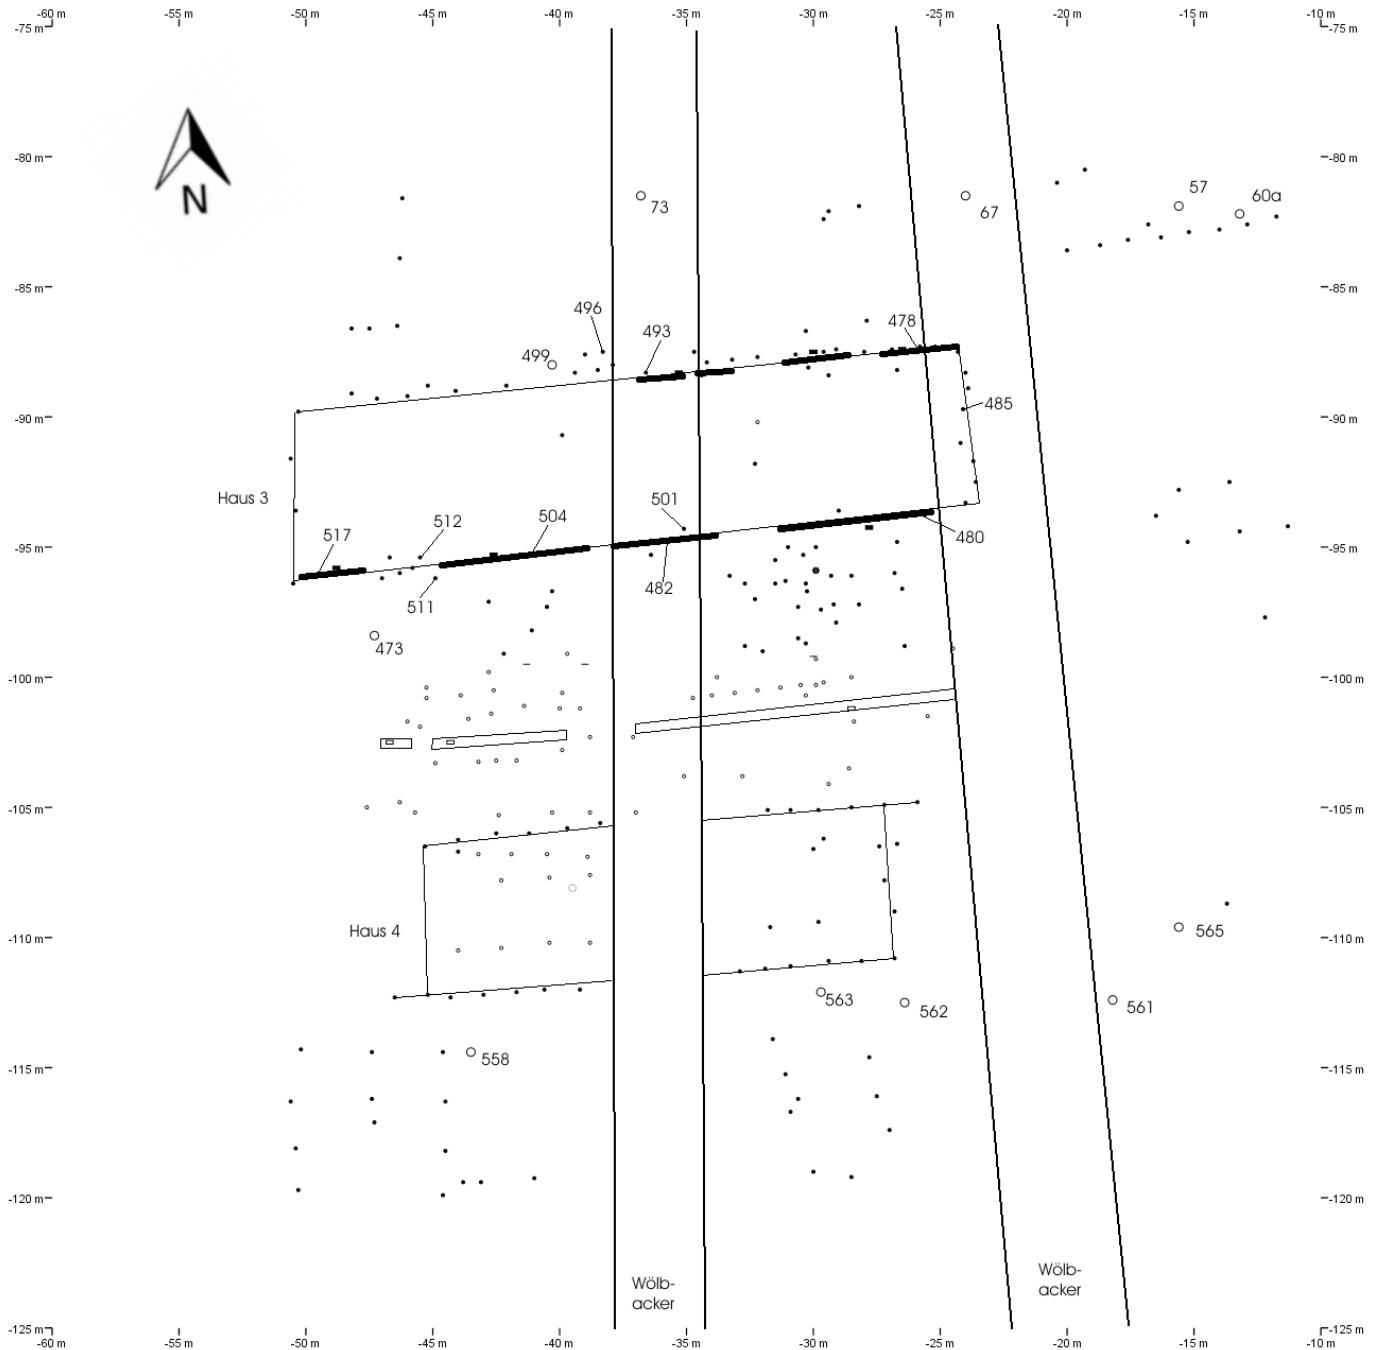 -60 m -55 m -50 m -45 m -40 m -35 m -30 m -25 m -20 m -15 m -10 m
-75 m -75 m
N
-80 m -80 m
73
67
57
60a
-85 m -85 m
496
493
478
499
485
-90 m -90 m
Haus 3
517
512
504
501
480
-95 m -95 m
511
482
473
-100 m -100 m
-105 m -105 m
Haus 4
565
-110 m -110 m
563
562
561
558
-115 m -115 m
-120 m -120 m
Wölb-
acker
Wölb-
acker
-125 m -125 m
-60 m -55 m -50 m -45 m -40 m -35 m -30 m -25 m -20 m -15 m -10 m